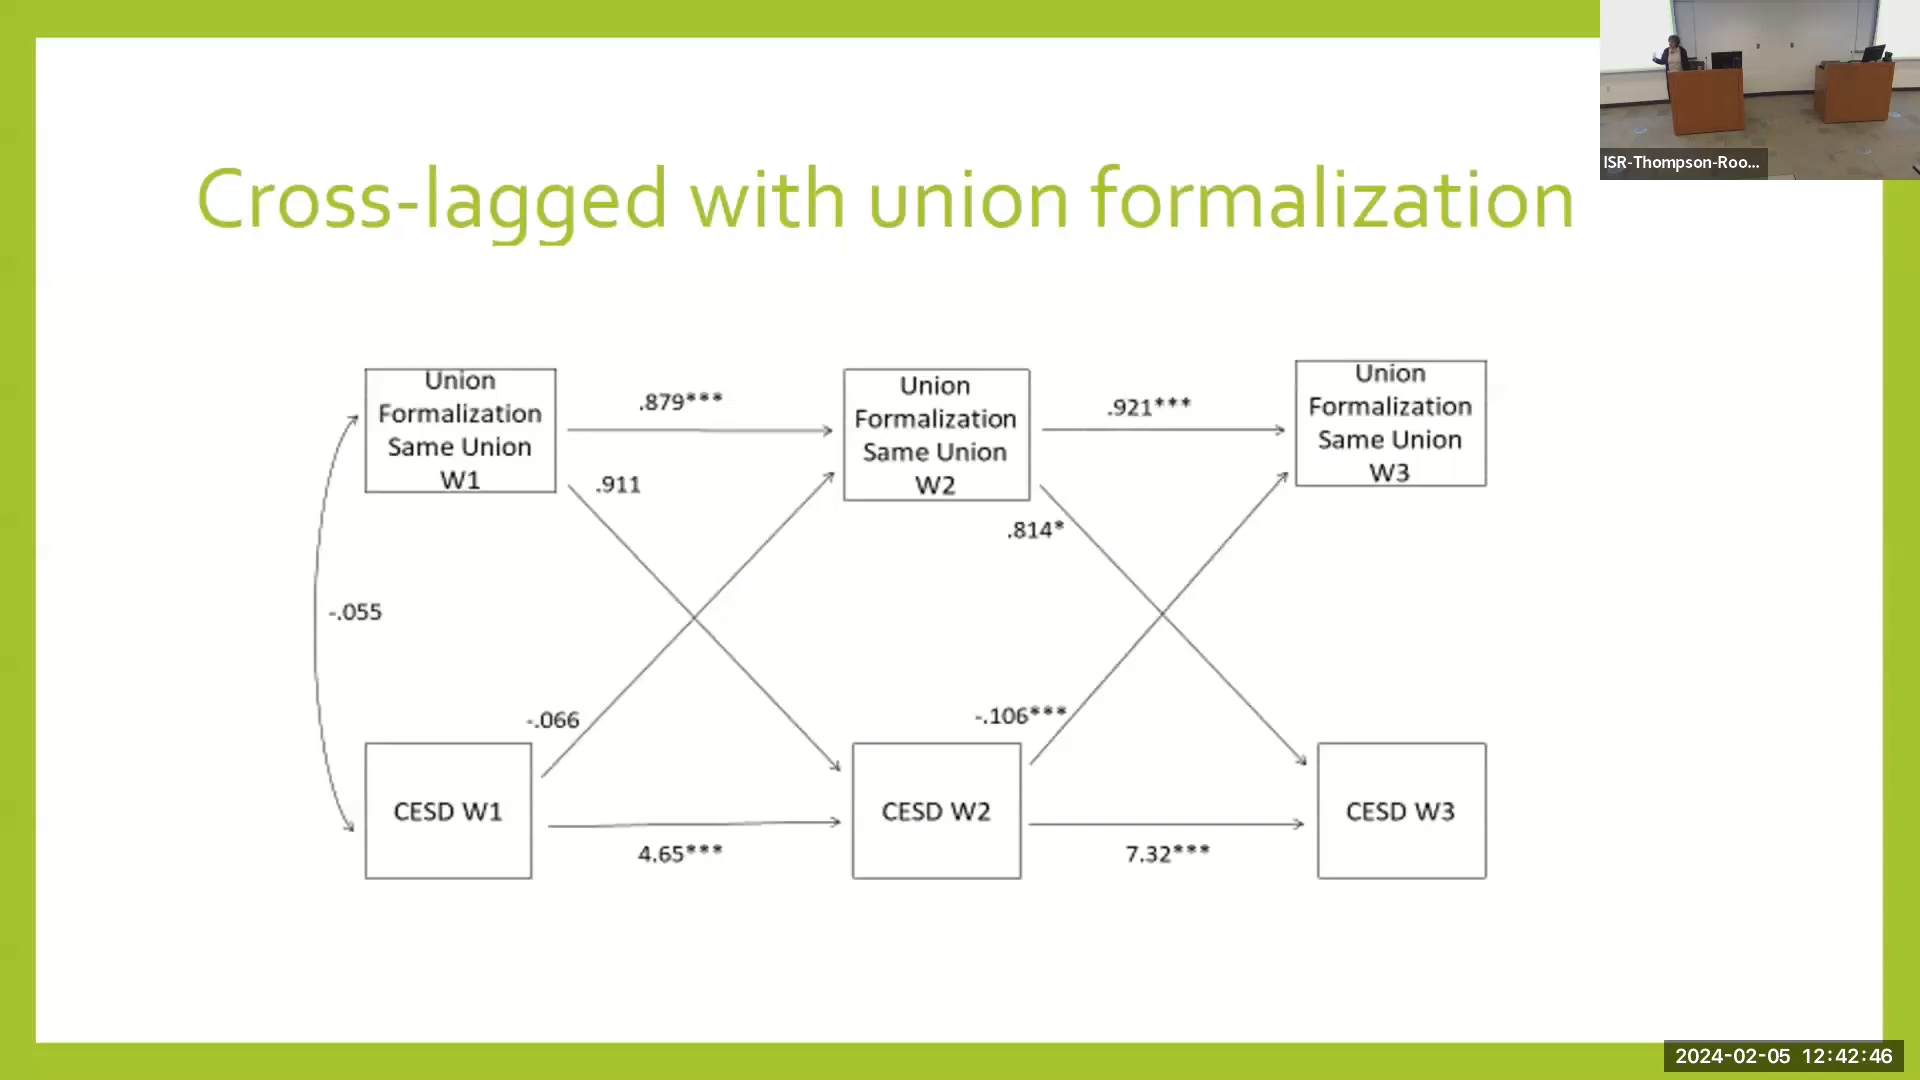 ISR-Thompson-Roo...
Cross-lagged with union formalization
Union
Formalization
Same Union
W1
.879***
Union
Formalization
Same Union
W2
.921***
Union
Formalization
Same Union
W3
.911
.814*
-.055
-.066
-.106***
CESD W1
4.65***
CESD W2
7.32***
CESD W3
2024-02-05 12:42:46